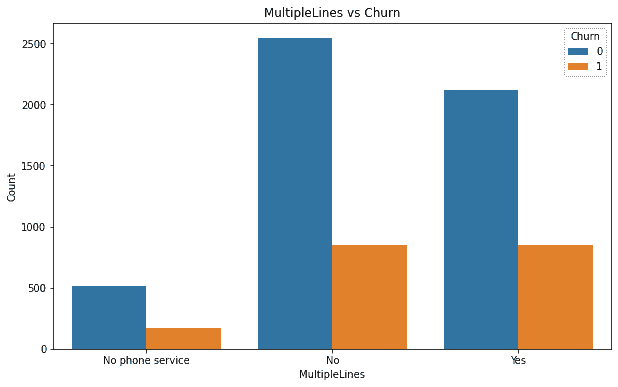 MultipleLines vs Churn
Churn
0
1
Count
2500
2000
1500
1000
500
0
No phone service
No
Yes
MultipleLines